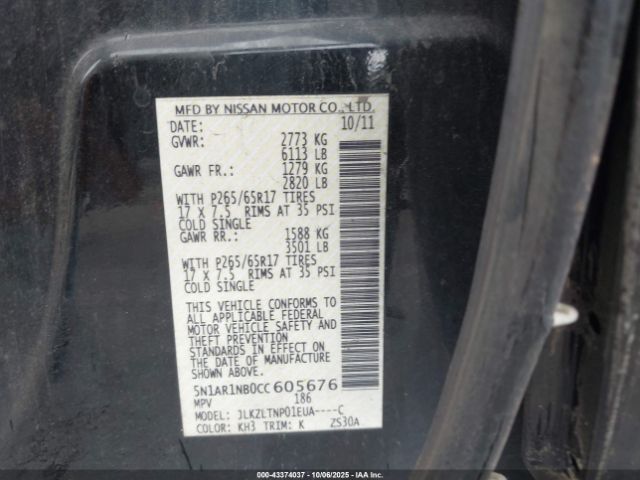 MFD BY NISSAN MOTOR CO., LTD.
DATE: 10/11
GVWR: 2773 KG
6113 LB
GAWR FR.: 1279 KG
2820 LB
WITH P265/65R17 TIRES
17 X 7.5 RIMS AT 35 PSI
COLD SINGLE
GAWR RR.: 1588 KG
3501 LB
WITH P265/65R17 TIRES
17 X 7.5 RIMS AT 35 PSI
COLD SINGLE
THIS VEHICLE CONFORMS TO
ALL APPLICABLE FEDERAL
MOTOR VEHICLE SAFETY AND
THEFT PREVENTION
STANDARDS IN EFFECT ON
THE DATE OF MANUFACTURE
SHOWN ABOVE.
5N1AR1NB0CC605676
MPV 186
MODEL: JLKZLTNP01EUA----C
COLOR: KH3 TRIM: K ZS30A
000-43374037 - 10/06/2025 - IAA, Inc.